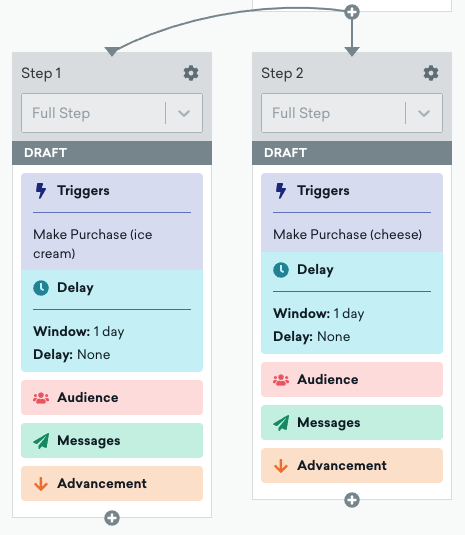 Step 1
Full Step
DRAFT
Triggers
Make Purchase (ice
cream)
Delay
Window: 1 day
Delay: None
Audience
Messages
Advancement
Step 2
Full Step
DRAFT
Triggers
Make Purchase (cheese)
Delay
Window: 1 day
Delay: None
Audience
Messages
Advancement